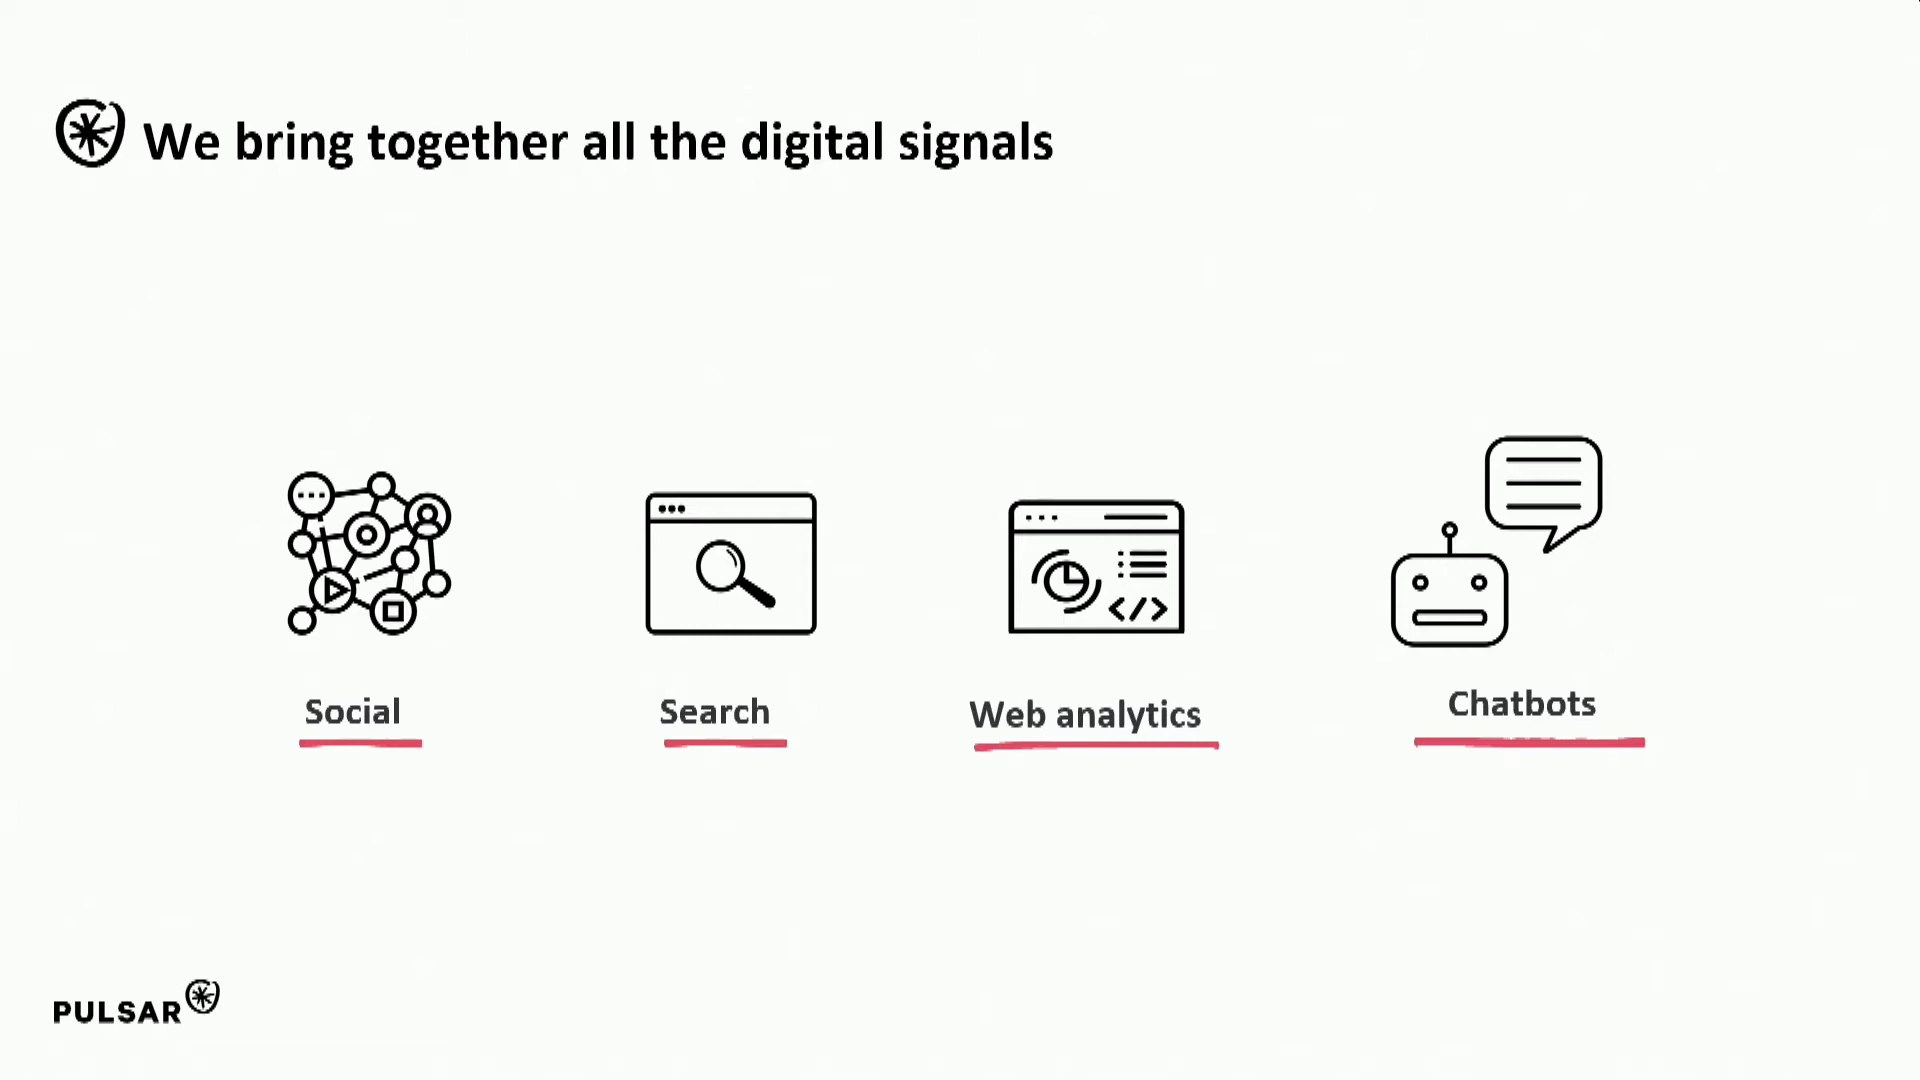 We bring together all the digital signals
Social
Search
Web analytics
Chatbots
PULSAR